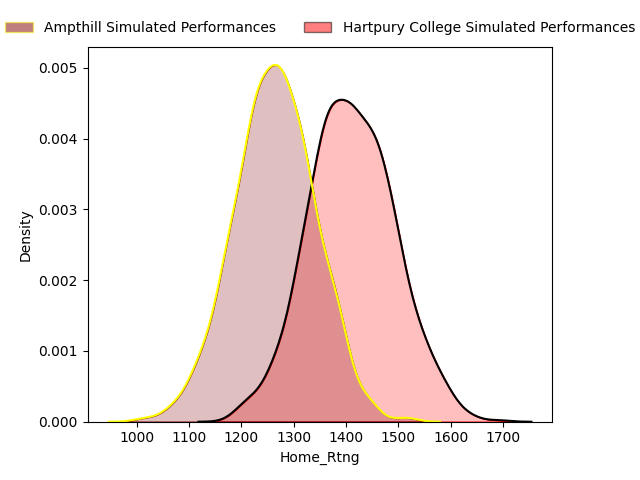 Ampthill Simulated Performances Hartpury College Simulated Performances
0.005
0.004
0.003
0.002
0.001
0.000
Density
1000 1100 1200 1300 1400 1500 1600 1700
Home_Rtng